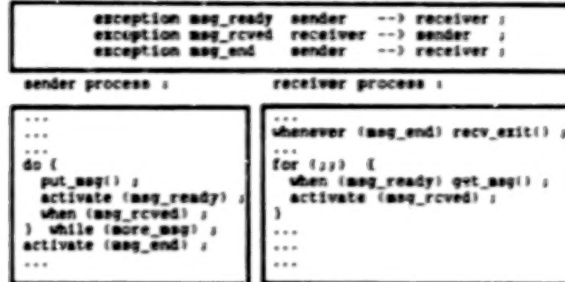 exception msg_ready sender --> receiver ;
exception msg_rcved receiver --> sender ;
exception msg_end sender --> receiver ;
sender process :
receiver process :
...
...
...
do {
put_msg() ;
activate (msg_ready) ;
when (msg_rcved) ;
} while (more_msg) ;
activate (msg_end) ;
...
...
whenever (msg_end) recv_exit() ;
...
for (;;) {
when (msg_ready) get_msg() ;
activate (msg_rcved) ;
}
...
...
...